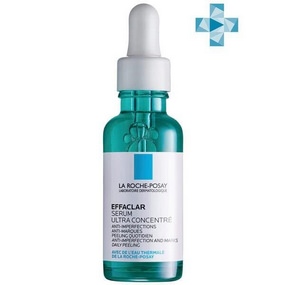 LA ROCHE-POSAY
LABORATOIRE DERMATOLOGIQUE
EFFACLAR
SERUM
ULTRA CONCENTRÉ
ANTI-IMPERFECTIONS
ANTI-MARQUES
PEELING QUOTIDIEN
ANTI-IMPERFECTION AND MARKS
DAILY PEELING
AVEC DE L'EAU THERMALE
DE LA ROCHE-POSAY